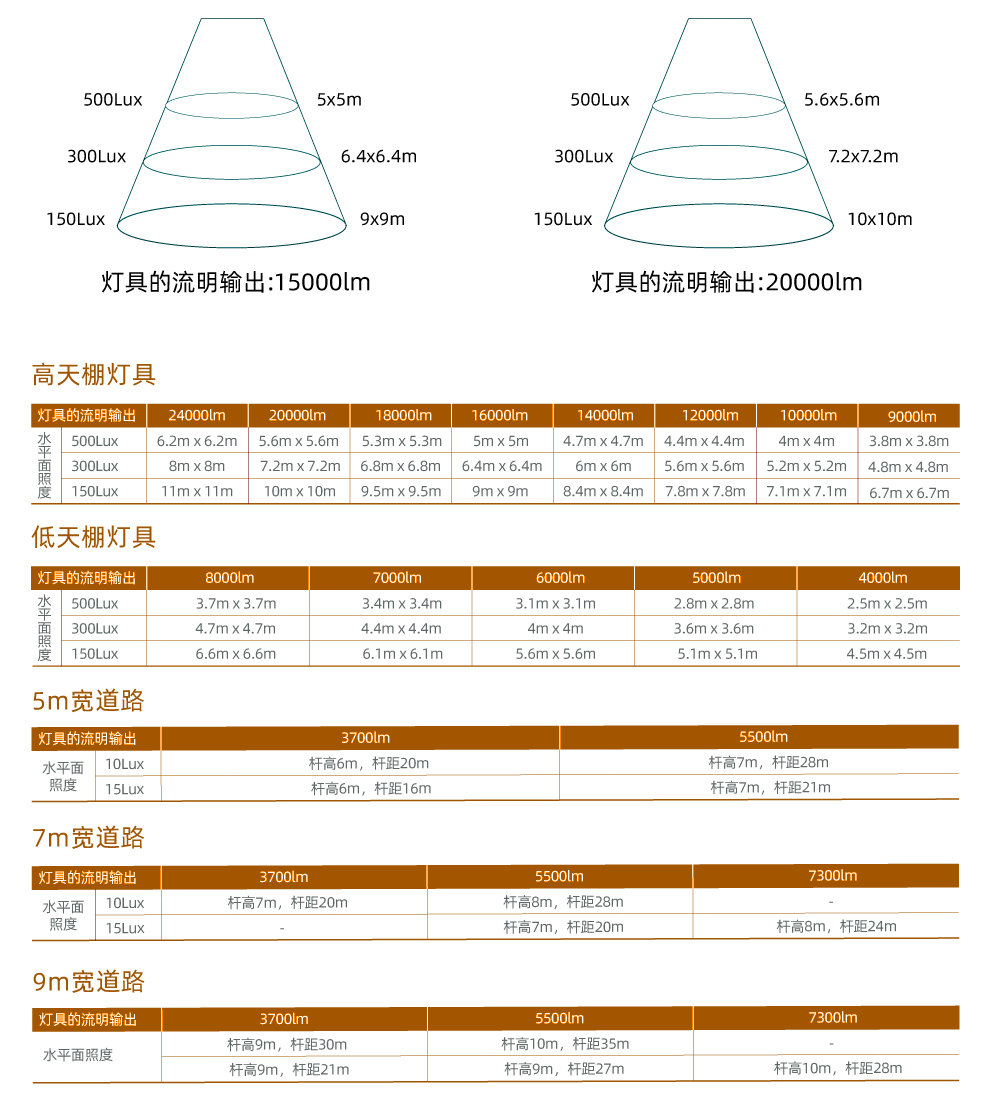 500Lux 5x5m
300Lux 6.4x6.4m
150Lux 9x9m
灯具的流明输出:15000lm
500Lux 5.6x5.6m
300Lux 7.2x7.2m
150Lux 10x10m
灯具的流明输出:20000lm
高天棚灯具
灯具的流明输出 24000lm 20000lm 18000lm 16000lm 14000lm 12000lm 10000lm 9000lm
水平面照度
500Lux 6.2m x 6.2m 5.6m x 5.6m 5.3m x 5.3m 5m x 5m 4.7m x 4.7m 4.4m x 4.4m 4m x 4m 3.8m x 3.8m
300Lux 8m x 8m 7.2m x 7.2m 6.8m x 6.8m 6.4m x 6.4m 6m x 6m 5.6m x 5.6m 5.2m x 5.2m 4.8m x 4.8m
150Lux 11m x 11m 10m x 10m 9.5m x 9.5m 9m x 9m 8.4m x 8.4m 7.8m x 7.8m 7.1m x 7.1m 6.7m x 6.7m
低天棚灯具
灯具的流明输出 8000lm 7000lm 6000lm 5000lm 4000lm
水平面照度
500Lux 3.7m x 3.7m 3.4m x 3.4m 3.1m x 3.1m 2.8m x 2.8m 2.5m x 2.5m
300Lux 4.7m x 4.7m 4.4m x 4.4m 4m x 4m 3.6m x 3.6m 3.2m x 3.2m
150Lux 6.6m x 6.6m 6.1m x 6.1m 5.6m x 5.6m 5.1m x 5.1m 4.5m x 4.5m
5m宽道路
灯具的流明输出 3700lm 5500lm
水平面
照度
10Lux 杆高6m，杆距20m 杆高7m，杆距28m
15Lux 杆高6m，杆距16m 杆高7m，杆距21m
7m宽道路
灯具的流明输出 3700lm 5500lm 7300lm
水平面
照度
10Lux 杆高7m，杆距20m 杆高8m，杆距28m -
15Lux - 杆高7m，杆距20m 杆高8m，杆距24m
9m宽道路
灯具的流明输出 3700lm 5500lm 7300lm
水平面照度
杆高9m，杆距30m 杆高10m，杆距35m -
杆高9m，杆距21m 杆高9m，杆距27m 杆高10m，杆距28m